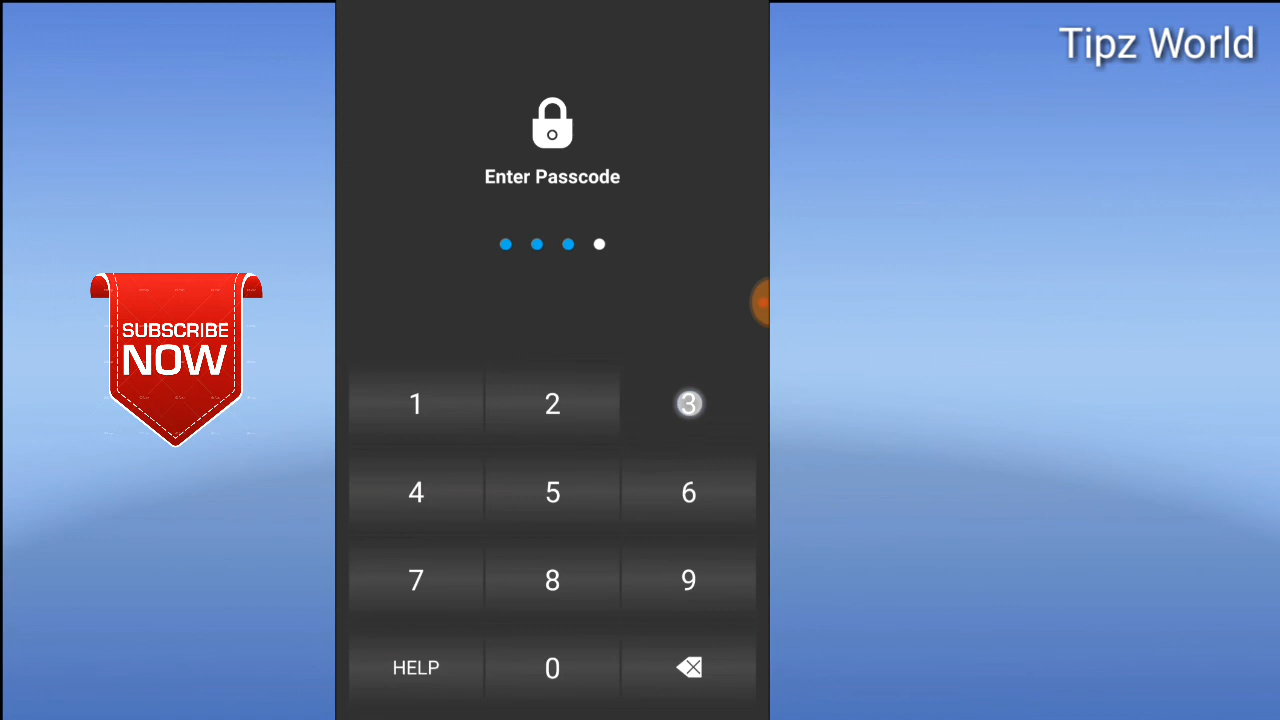 Tipz World
Enter Passcode
SUBSCRIBE
NOW
1 2 3
4 5 6
7 8 9
HELP 0